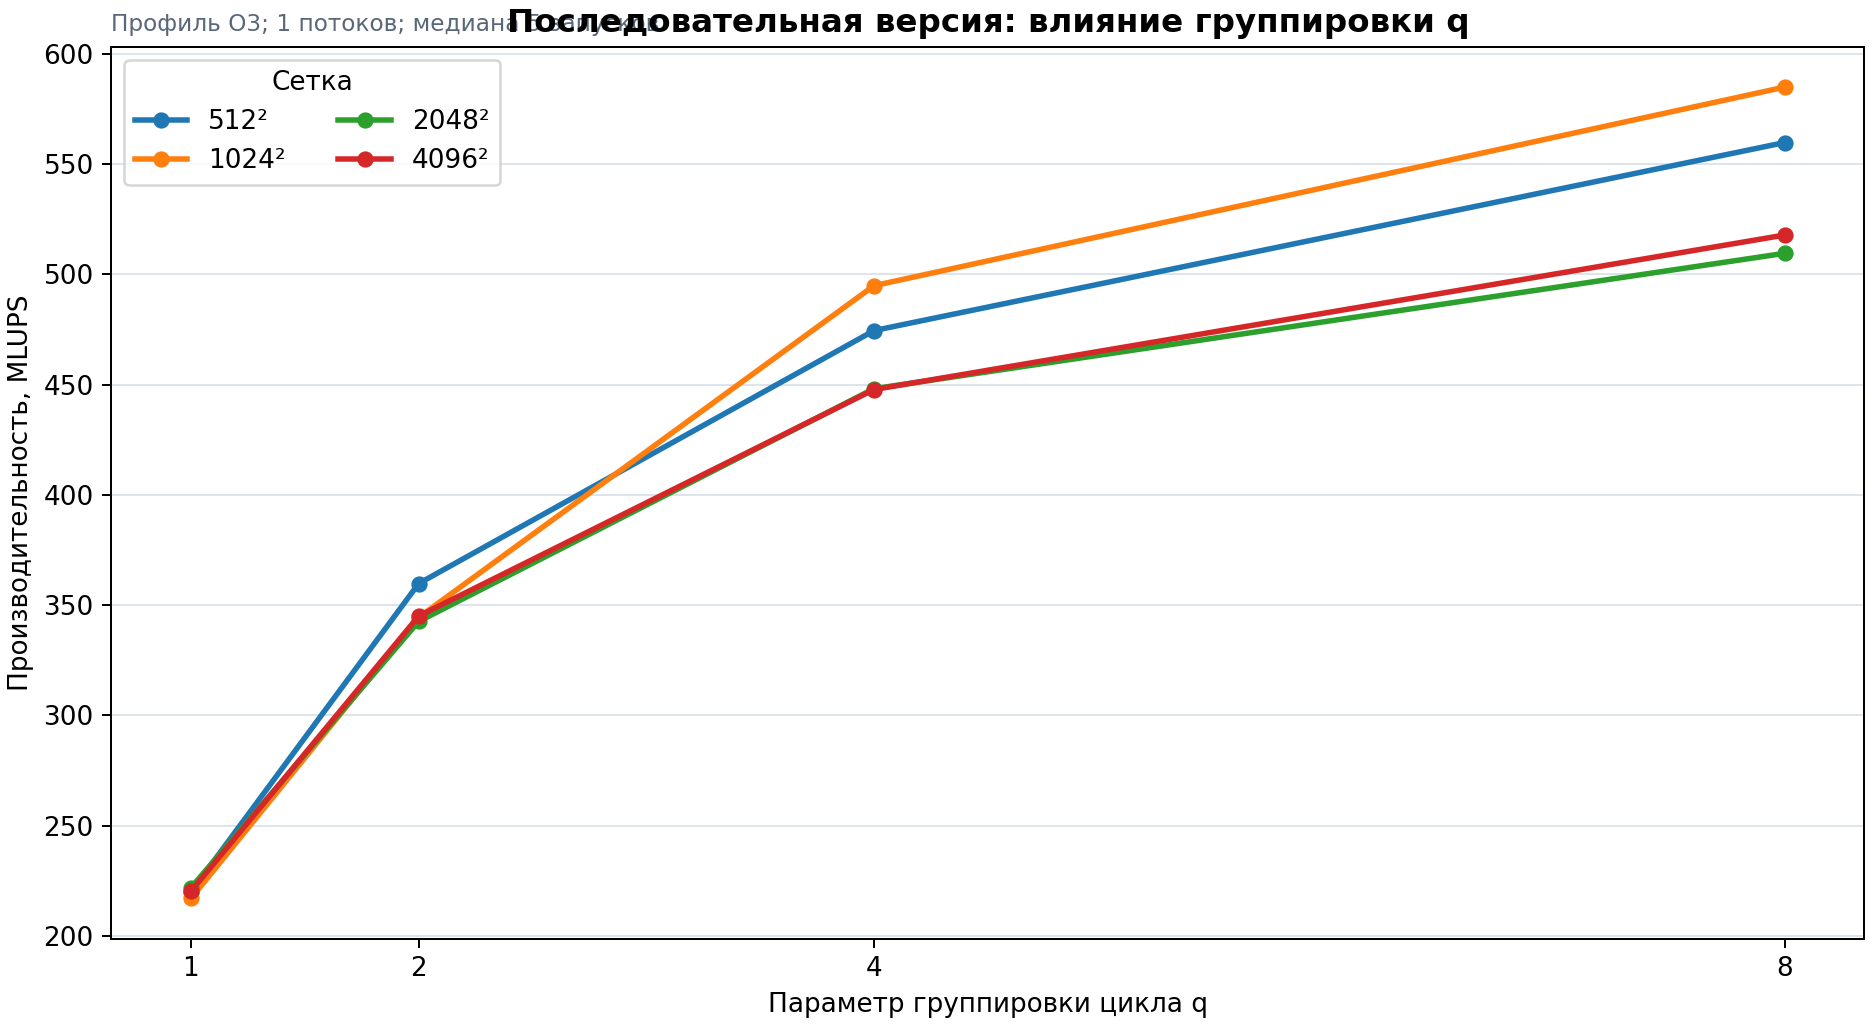 Профиль O3; 1 потоков; медиана
Последовательная версия: влияние группировки q
Сетка
512² 2048²
1024² 4096²
600
550
500
450
400
350
300
250
200
Производительность, MLUPS
1 2 4 8
Параметр группировки цикла q